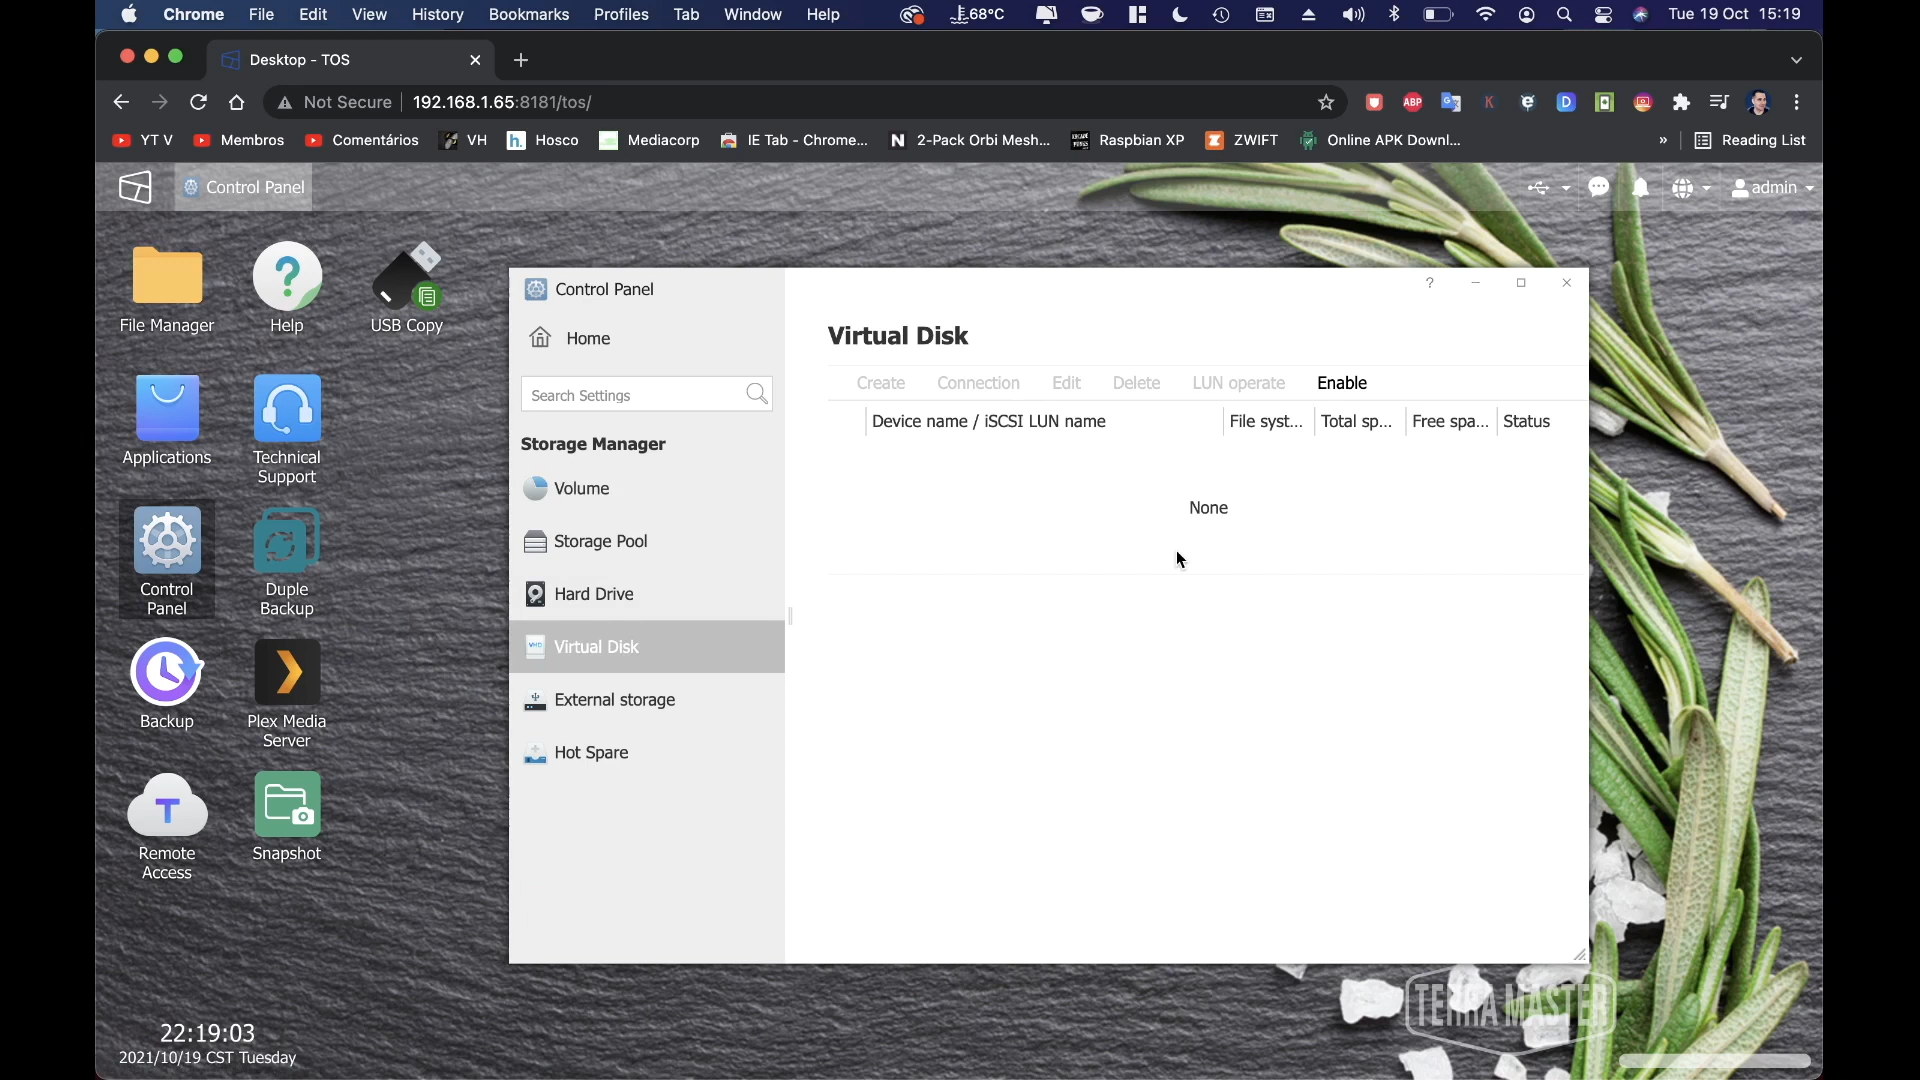 Chrome File Edit View History Bookmarks Profiles Tab Window Help 68°C Tue 19 Oct 15:19
Desktop - TOS
Not Secure 192.168.1.65:8181/tos/
ABP K D
YT V Membros Comentários VH h. Hosco Mediacorp IE Tab - Chrome... N 2-Pack Orbi Mesh... Raspbian XP ZWIFT Online APK Downl... » Reading List
Control Panel admin
File Manager
Help
USB Copy
Applications
Technical
Support
Control
Panel
Duple
Backup
Backup
Plex Media
Server
T
Remote
Access
Snapshot
Control Panel
Home
Search Settings
Storage Manager
Volume
Storage Pool
Hard Drive
VHD Virtual Disk
External storage
Hot Spare
?
Virtual Disk
Create Connection Edit Delete LUN operate Enable
Device name / iSCSI LUN name File syst... Total sp... Free spa... Status
None
TERRAMASTER
22:19:03
2021/10/19 CST Tuesday